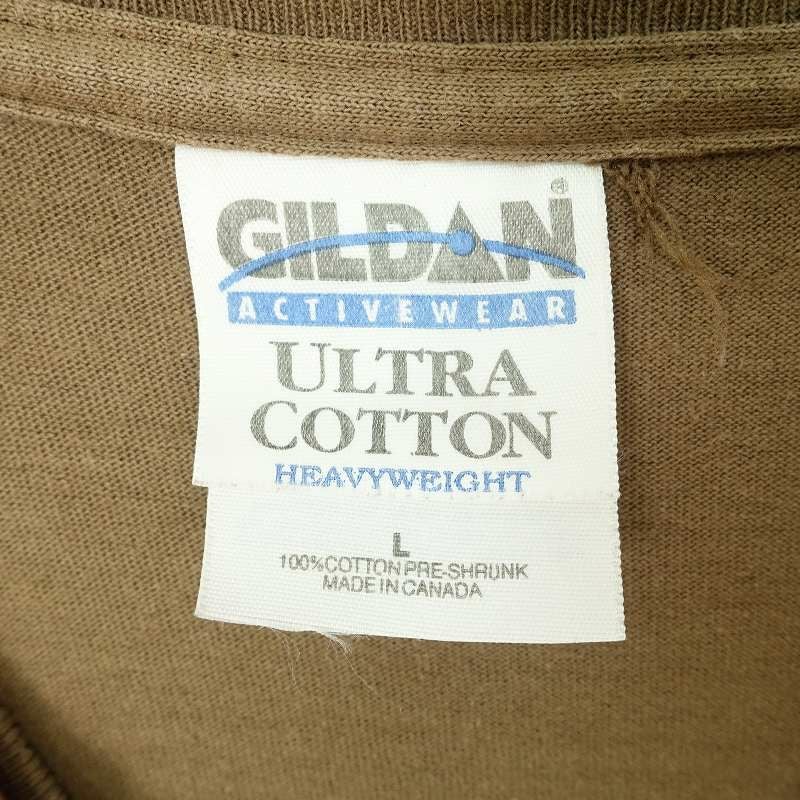 GILDAN®
ACTIVEWEAR
ULTRA
COTTON
HEAVYWEIGHT
L
100% COTTON PRE-SHRUNK
MADE IN CANADA